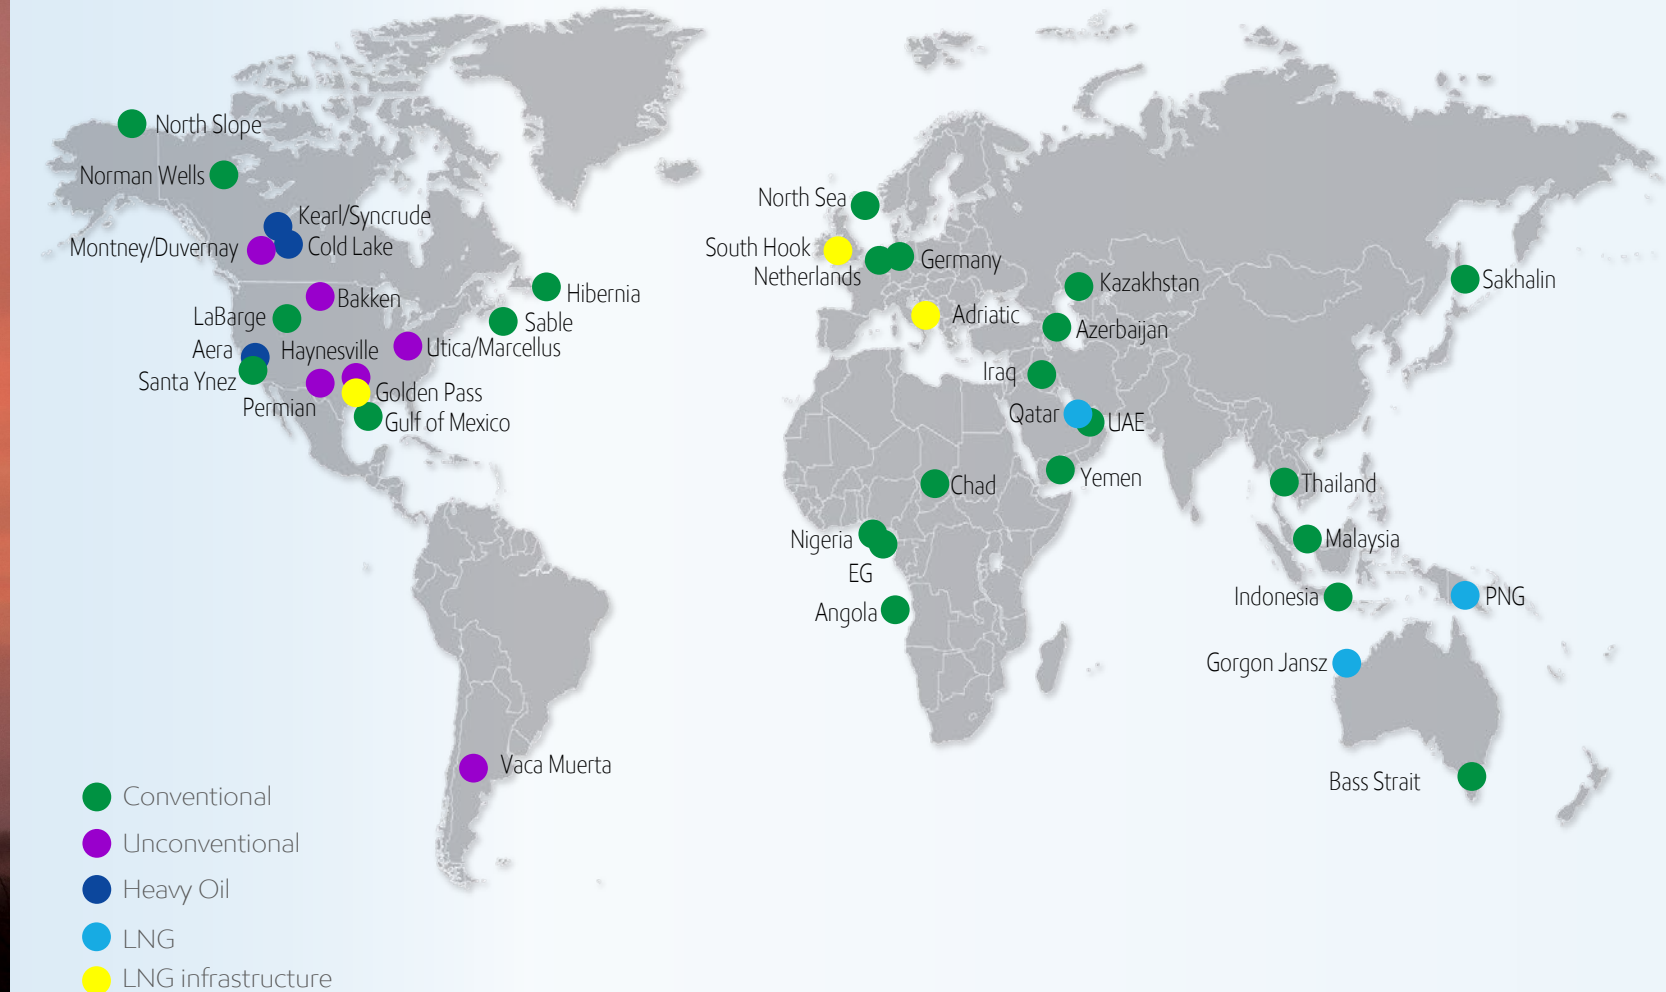 North Slope
Norman Wells
Kearl/Syncrude
Montney/Duvernay
Cold Lake
Bakken
Hibernia
LaBarge
Sable
Aera
Haynesville
Utica/Marcellus
Santa Ynez
Permian
Golden Pass
Gulf of Mexico
Vaca Muerta
North Sea
South Hook
Netherlands
Germany
Kazakhstan
Sakhalin
Adriatic
Azerbaijan
Iraq
Qatar
UAE
Yemen
Chad
Thailand
Nigeria
Malaysia
EG
Angola
Indonesia
PNG
Gorgon Jansz
Bass Strait
Conventional
Unconventional
Heavy Oil
LNG
LNG infrastructure